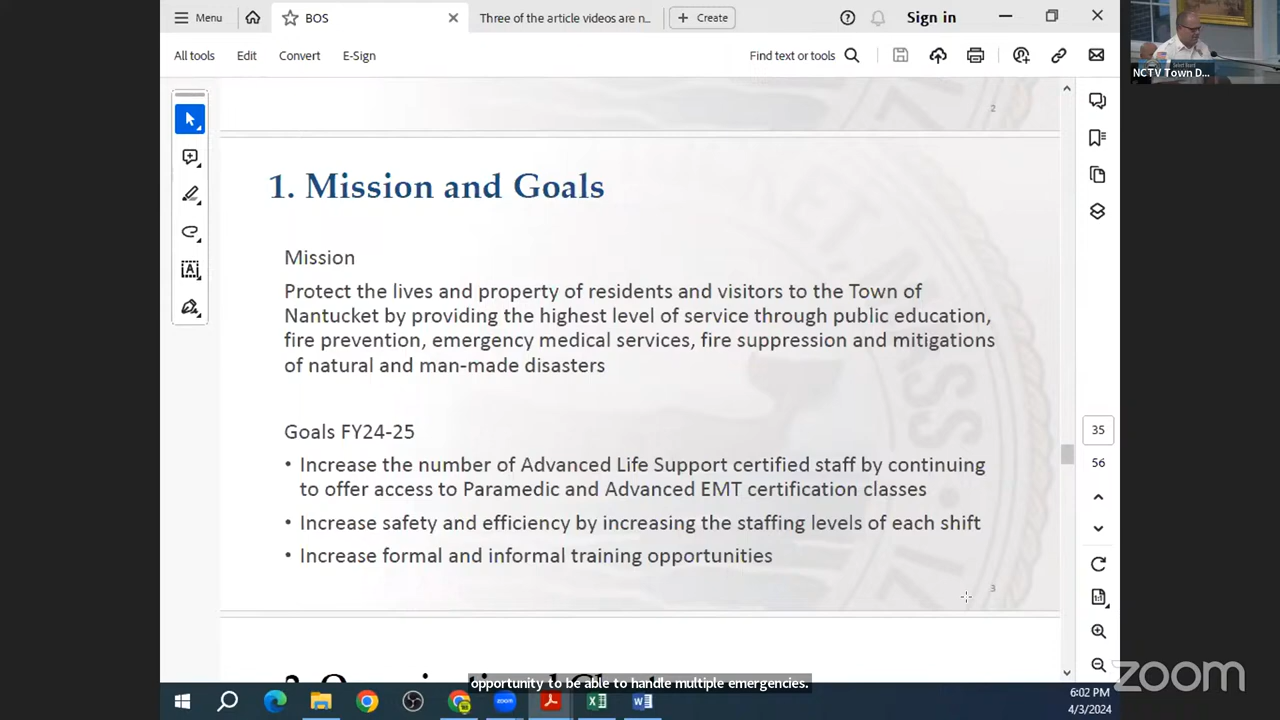 Menu
BOS
Three of the article videos are n...
Create
Sign in
All tools
Edit
Convert
E-Sign
Find text or tools
NCTV Town D...
2
1. Mission and Goals
Mission
Protect the lives and property of residents and visitors to the Town of
Nantucket by providing the highest level of service through public education,
fire prevention, emergency medical services, fire suppression and mitigations
of natural and man-made disasters
Goals FY24-25
• Increase the number of Advanced Life Support certified staff by continuing
to offer access to Paramedic and Advanced EMT certification classes
• Increase safety and efficiency by increasing the staffing levels of each shift
• Increase formal and informal training opportunities
3
35
56
opportunity to be able to handle multiple emergencies.
zoom
6:02 PM
4/3/2024